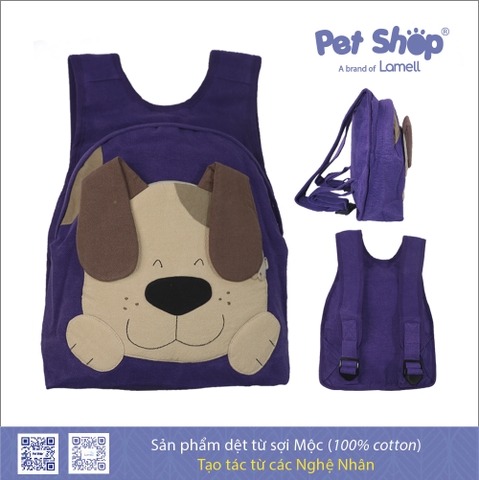 Pet Shop®
A brand of Lamell
Sản phẩm dệt từ sợi Mộc (100% cotton)
Tạo tác từ các Nghệ Nhân